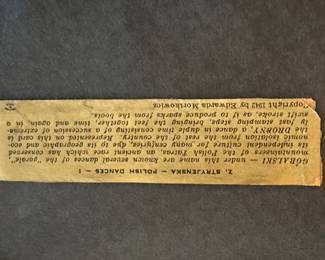 Z. STRYJENSKA — POLISH DANCES — 1
GÓRALSKI — under this name are known several dances of the "gorale",
mountaineers of the Polish Tatras, an ancient race which has conserved
its independent culture for many centuries, due to its geographic and eco-
nomic isolation from the rest of the country. Represented on this card is
the DROBNY, a dance in duple time consisting of a succession of extreme-
ly fast stamping steps, bringing the feet together, time and again, in a
swift stroke, as if to produce sparks from the boots.
Copyright 1943 by Edwarda Mortkowicz